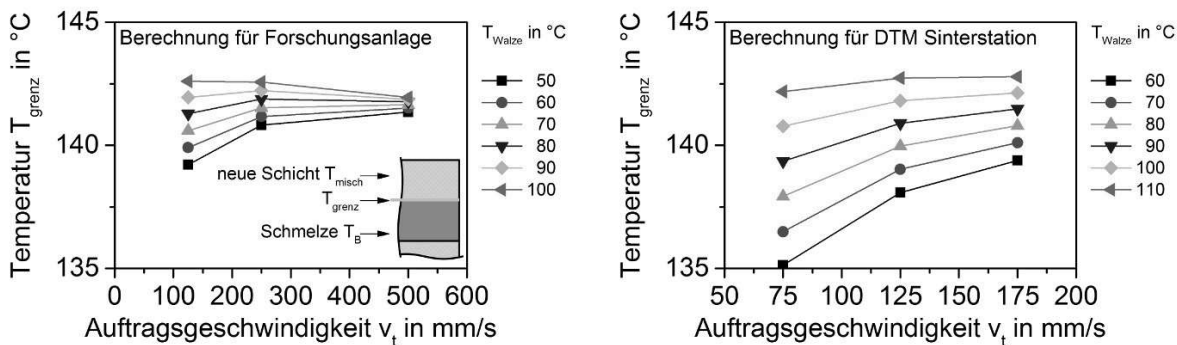 Temperatur T_grenz in °C
145
140
135
Berechnung für Forschungsanlage
neue Schicht T_misch
T_grenz
Schmelze T_B
0 100 200 300 400 500 600
Auftragsgeschwindigkeit v_t in mm/s
T_Walze in °C
50
60
70
80
90
100
Temperatur T_grenz in °C
145
140
135
Berechnung für DTM Sinterstation
50 75 100 125 150 175 200
Auftragsgeschwindigkeit v_t in mm/s
T_Walze in °C
60
70
80
90
100
110